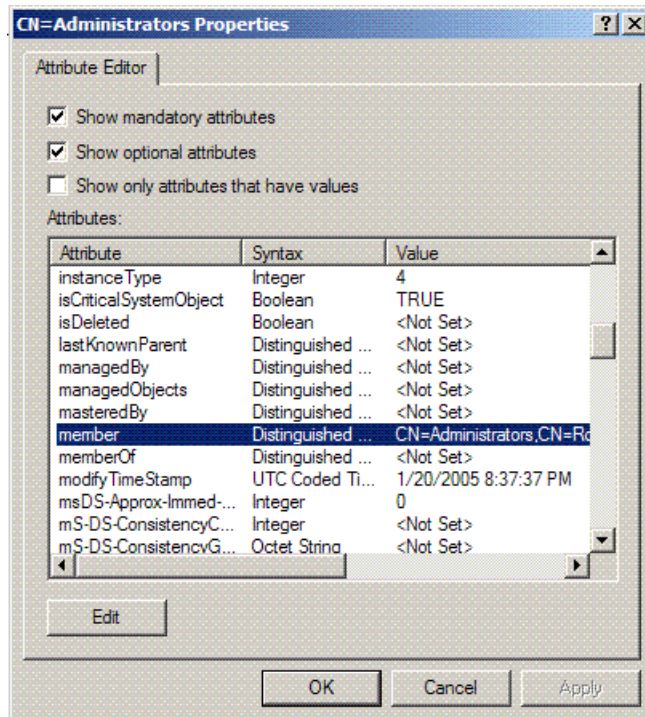 CN=Administrators Properties
Attribute Editor
Show mandatory attributes
Show optional attributes
Show only attributes that have values
Attributes:
Attribute Syntax Value
instanceType Integer 4
isCriticalSystemObject Boolean TRUE
isDeleted Boolean <Not Set>
lastKnownParent Distinguished ... <Not Set>
managedBy Distinguished ... <Not Set>
managedObjects Distinguished ... <Not Set>
masteredBy Distinguished ... <Not Set>
member Distinguished ... CN=Administrators,CN=Ro
memberOf Distinguished ... <Not Set>
modifyTimeStamp UTC Coded Ti... 1/20/2005 8:37:37 PM
msDS-Approx-Immed-... Integer 0
mS-DS-ConsistencyC... Integer <Not Set>
mS-DS-ConsistencyG... Octet String <Not Set>
Edit
OK Cancel Apply